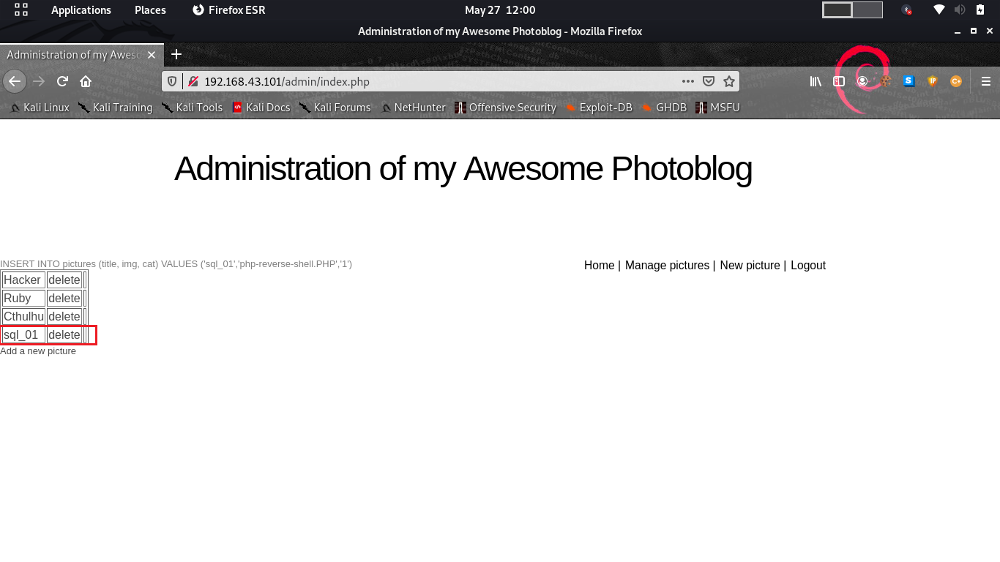 Applications Places Firefox ESR May 27 12:00
Administration of my Awesome Photoblog - Mozilla Firefox
Administration of my Aweso
192.168.43.101/admin/index.php
Kali Linux Kali Training Kali Tools Kali Docs Kali Forums NetHunter Offensive Security Exploit-DB GHDB MSFU
Administration of my Awesome Photoblog
INSERT INTO pictures (title, img, cat) VALUES ('sql_01','php-reverse-shell.PHP','1')
Home | Manage pictures | New picture | Logout
Hacker delete
Ruby delete
Cthulhu delete
sql_01 delete
Add a new picture